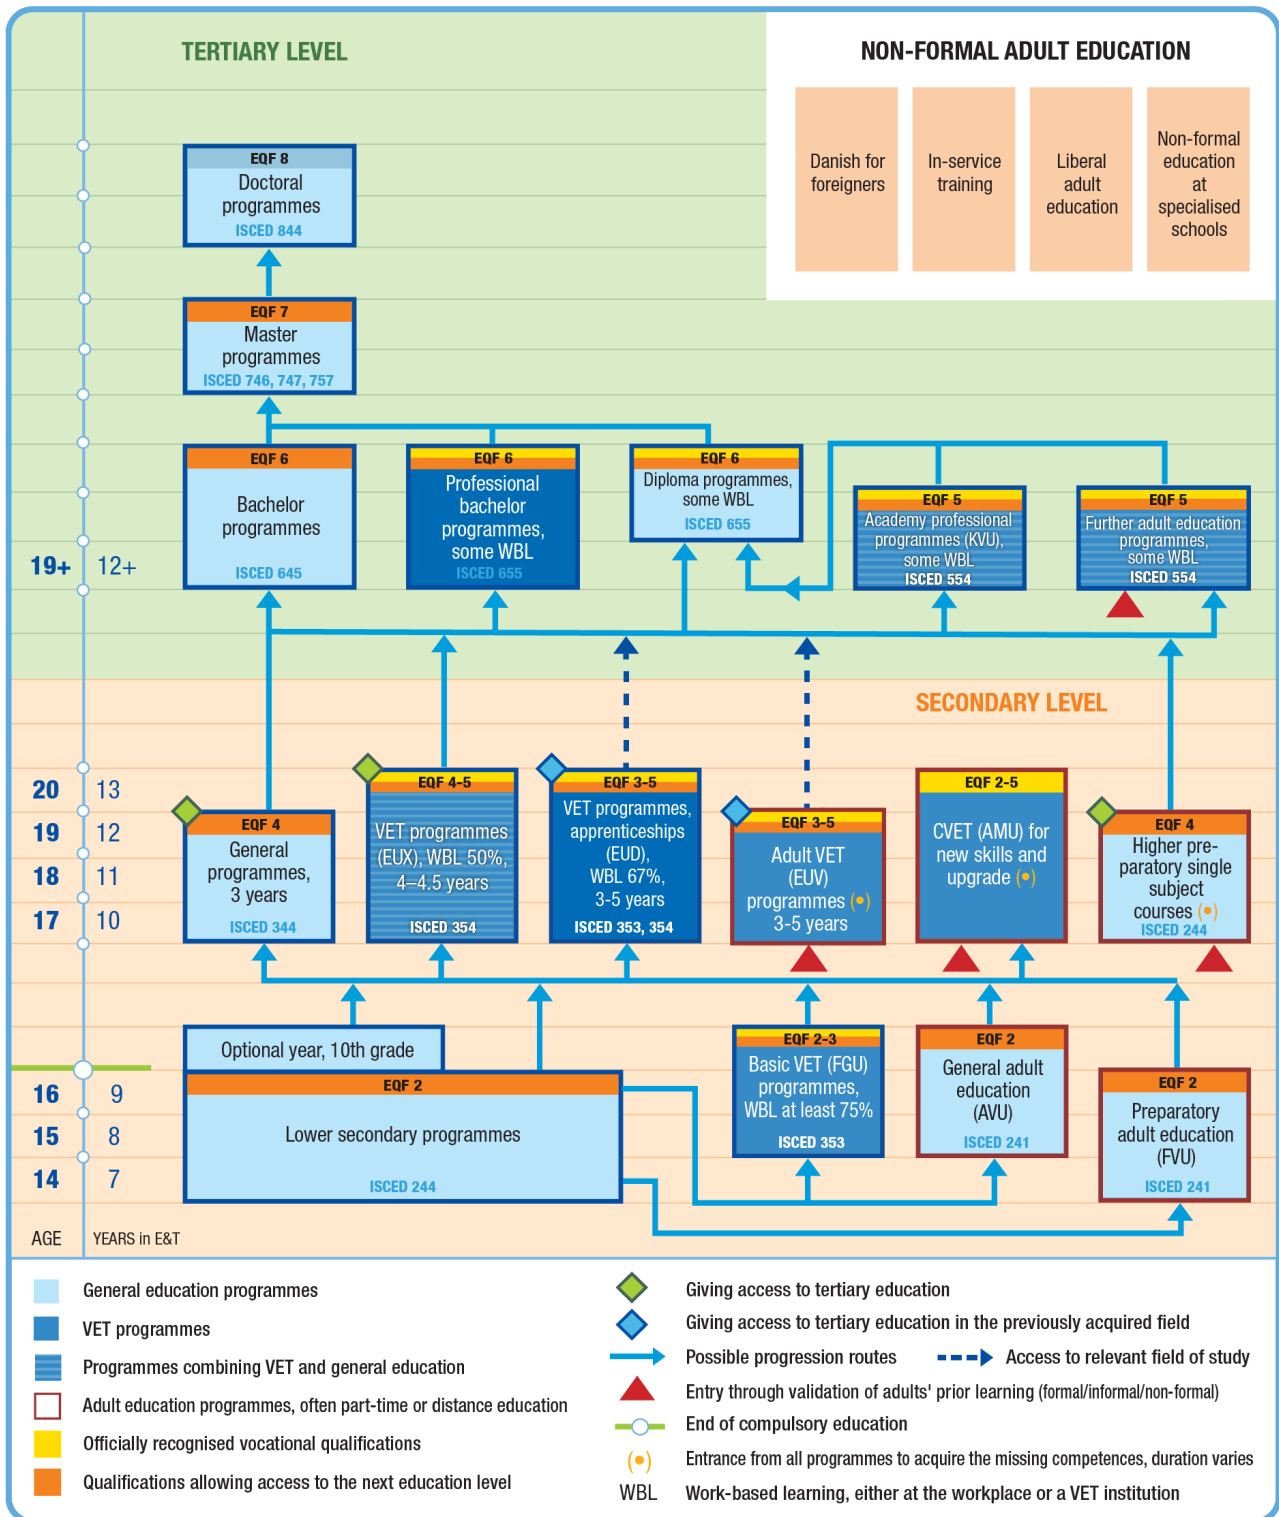 TERTIARY LEVEL
NON-FORMAL ADULT EDUCATION
Danish for
foreigners
In-service
training
Liberal
adult
education
Non-formal
education
at
specialised
schools
EQF 8
Doctoral
programmes
ISCED 844
EQF 7
Master
programmes
ISCED 746, 747, 757
EQF 6
Bachelor
programmes
ISCED 645
EQF 6
Professional
bachelor
programmes,
some WBL
ISCED 655
EQF 6
Diploma programmes,
some WBL
ISCED 655
EQF 5
Academy professional
programmes (KVU),
some WBL
ISCED 554
EQF 5
Further adult education
programmes,
some WBL
ISCED 554
19+ 12+
SECONDARY LEVEL
20 13
19 12
18 11
17 10
EQF 4
General
programmes,
3 years
ISCED 344
EQF 4-5
VET programmes
(EUX), WBL 50%,
4–4.5 years
ISCED 354
EQF 3-5
VET programmes,
apprenticeships
(EUD),
WBL 67%,
3-5 years
ISCED 353, 354
EQF 3-5
Adult VET
(EUV)
programmes (•)
3-5 years
EQF 2-5
CVET (AMU) for
new skills and
upgrade (•)
EQF 4
Higher pre-
paratory single
subject
courses (•)
ISCED 244
Optional year, 10th grade
EQF 2
Lower secondary programmes
ISCED 244
EQF 2-3
Basic VET (FGU)
programmes,
WBL at least 75%
ISCED 353
EQF 2
General adult
education
(AVU)
ISCED 241
EQF 2
Preparatory
adult education
(FVU)
ISCED 241
16 9
15 8
14 7
AGE YEARS in E&T
General education programmes
VET programmes
Programmes combining VET and general education
Adult education programmes, often part-time or distance education
Officially recognised vocational qualifications
Qualifications allowing access to the next education level
Giving access to tertiary education
Giving access to tertiary education in the previously acquired field
Possible progression routes
Access to relevant field of study
Entry through validation of adults' prior learning (formal/informal/non-formal)
End of compulsory education
(•) Entrance from all programmes to acquire the missing competences, duration varies
WBL Work-based learning, either at the workplace or a VET institution